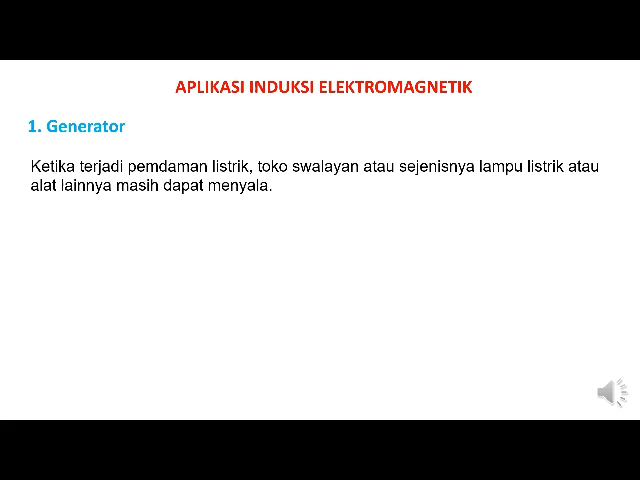 APLIKASI INDUKSI ELEKTROMAGNETIK
1. Generator
Ketika terjadi pemdaman listrik, toko swalayan atau sejenisnya lampu listrik atau
alat lainnya masih dapat menyala.